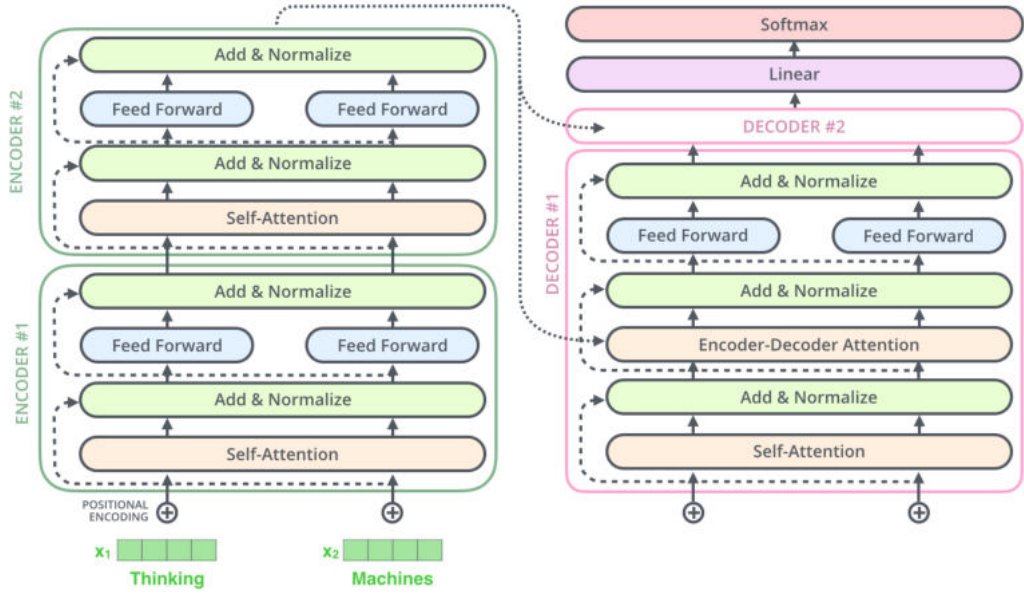 ENCODER #2
Add & Normalize
Feed Forward
Feed Forward
Add & Normalize
Self-Attention
ENCODER #1
Add & Normalize
Feed Forward
Feed Forward
Add & Normalize
Self-Attention
POSITIONAL
ENCODING
x1
x2
Thinking
Machines
Softmax
Linear
DECODER #2
DECODER #1
Add & Normalize
Feed Forward
Feed Forward
Add & Normalize
Encoder-Decoder Attention
Add & Normalize
Self-Attention